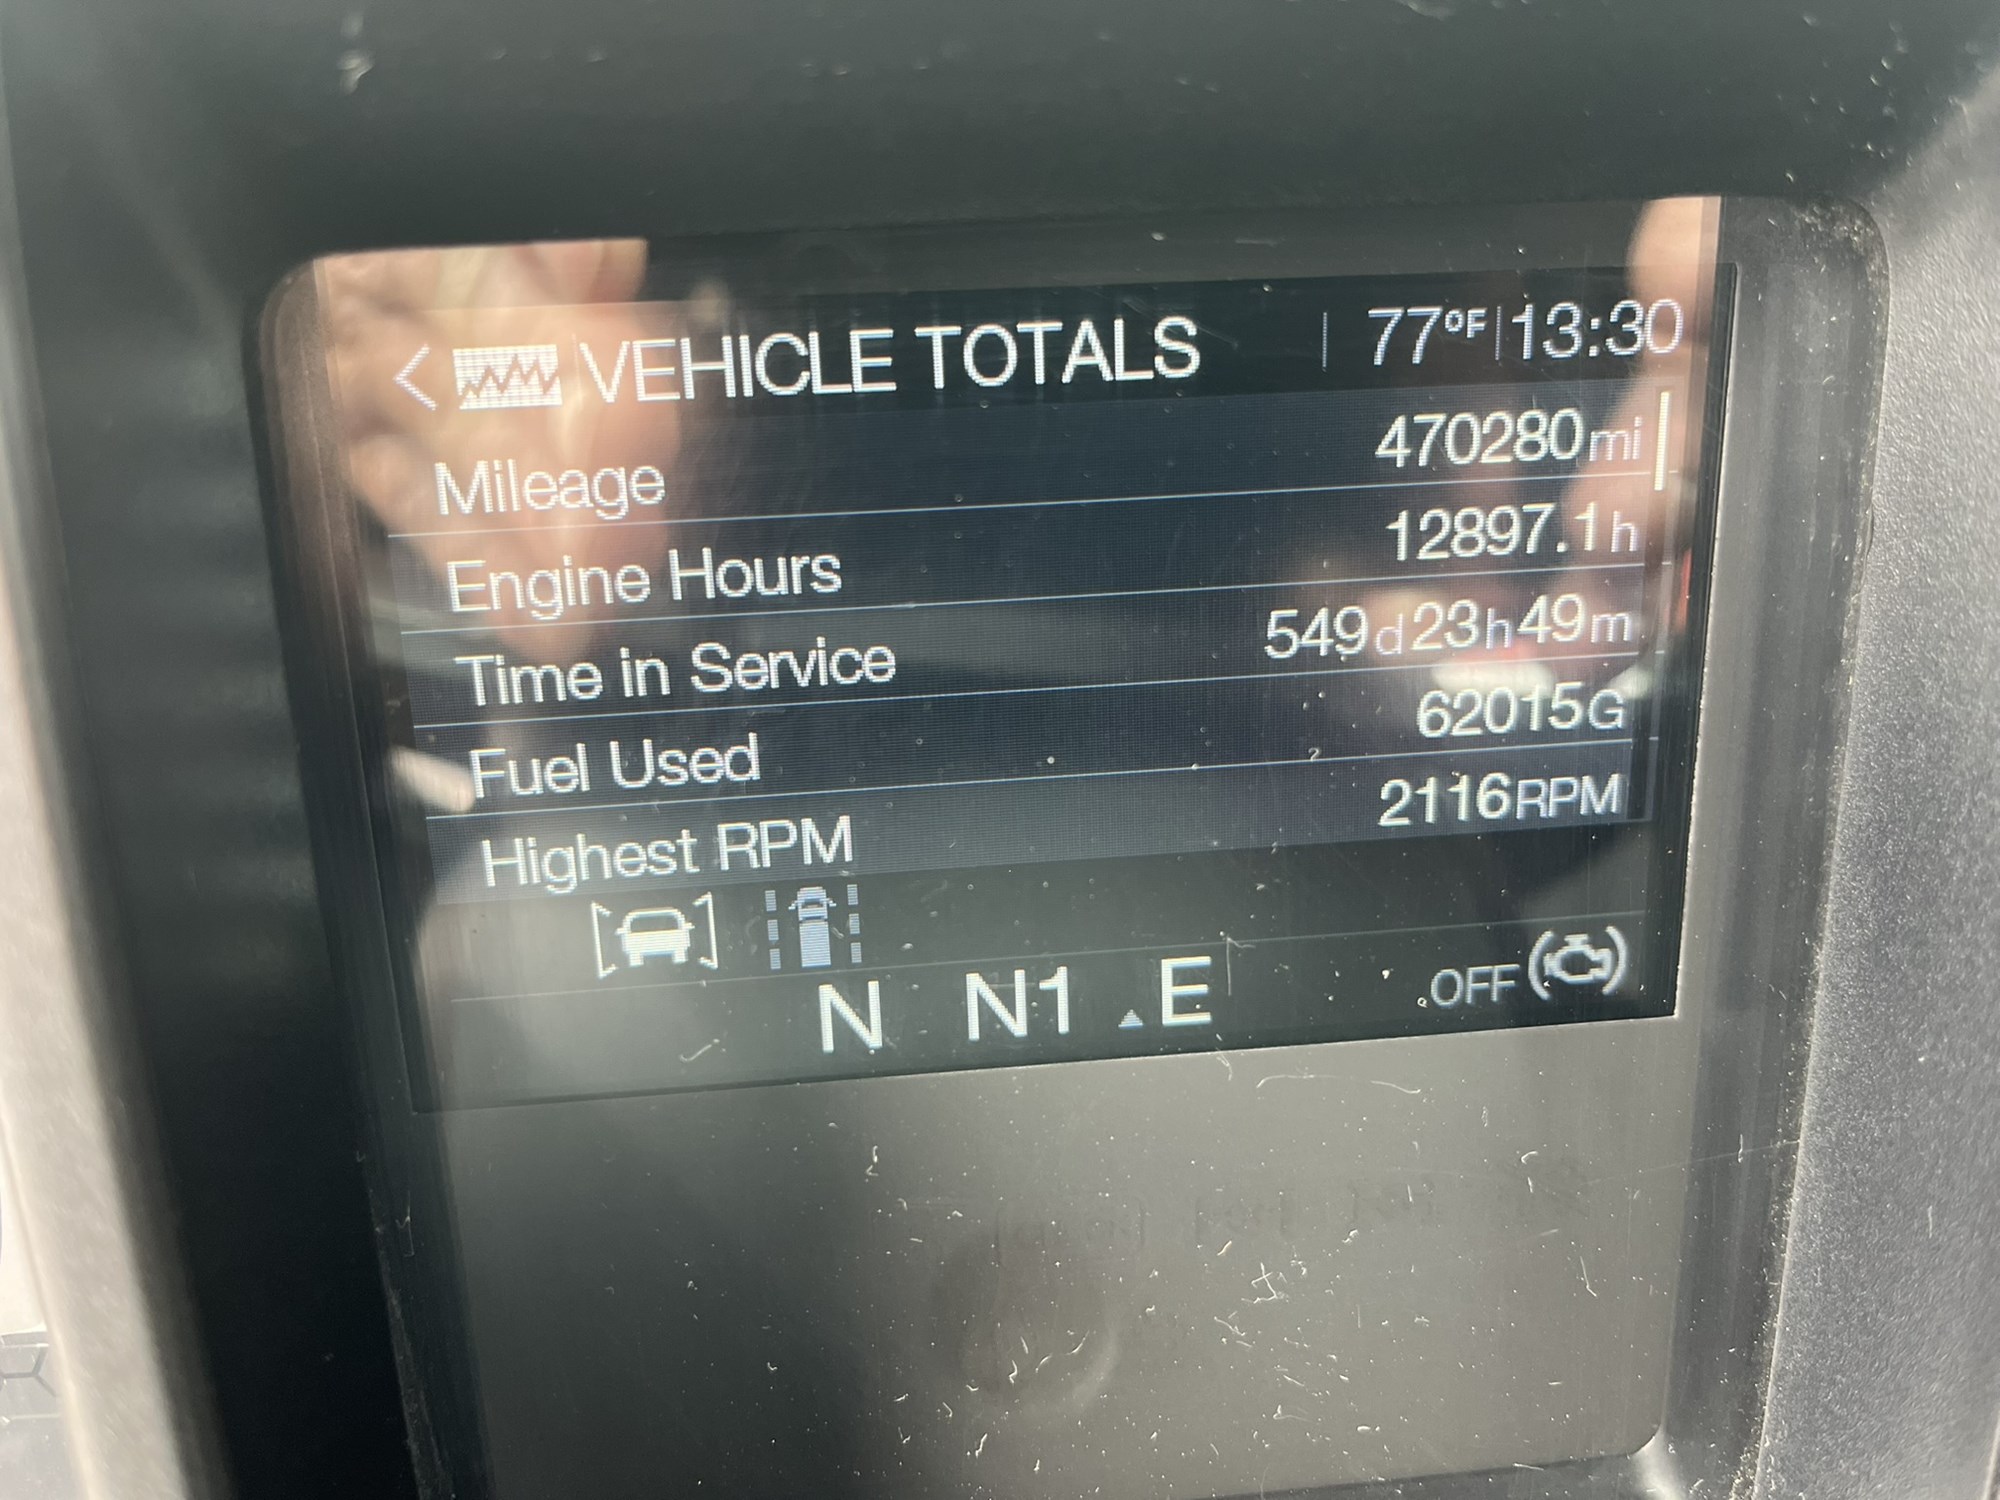 < VEHICLE TOTALS 77°F 13:30
Mileage 470280mi
Engine Hours 12897.1h
Time in Service 549d23h49m
Fuel Used 62015G
Highest RPM 2116RPM
N N1 E OFF